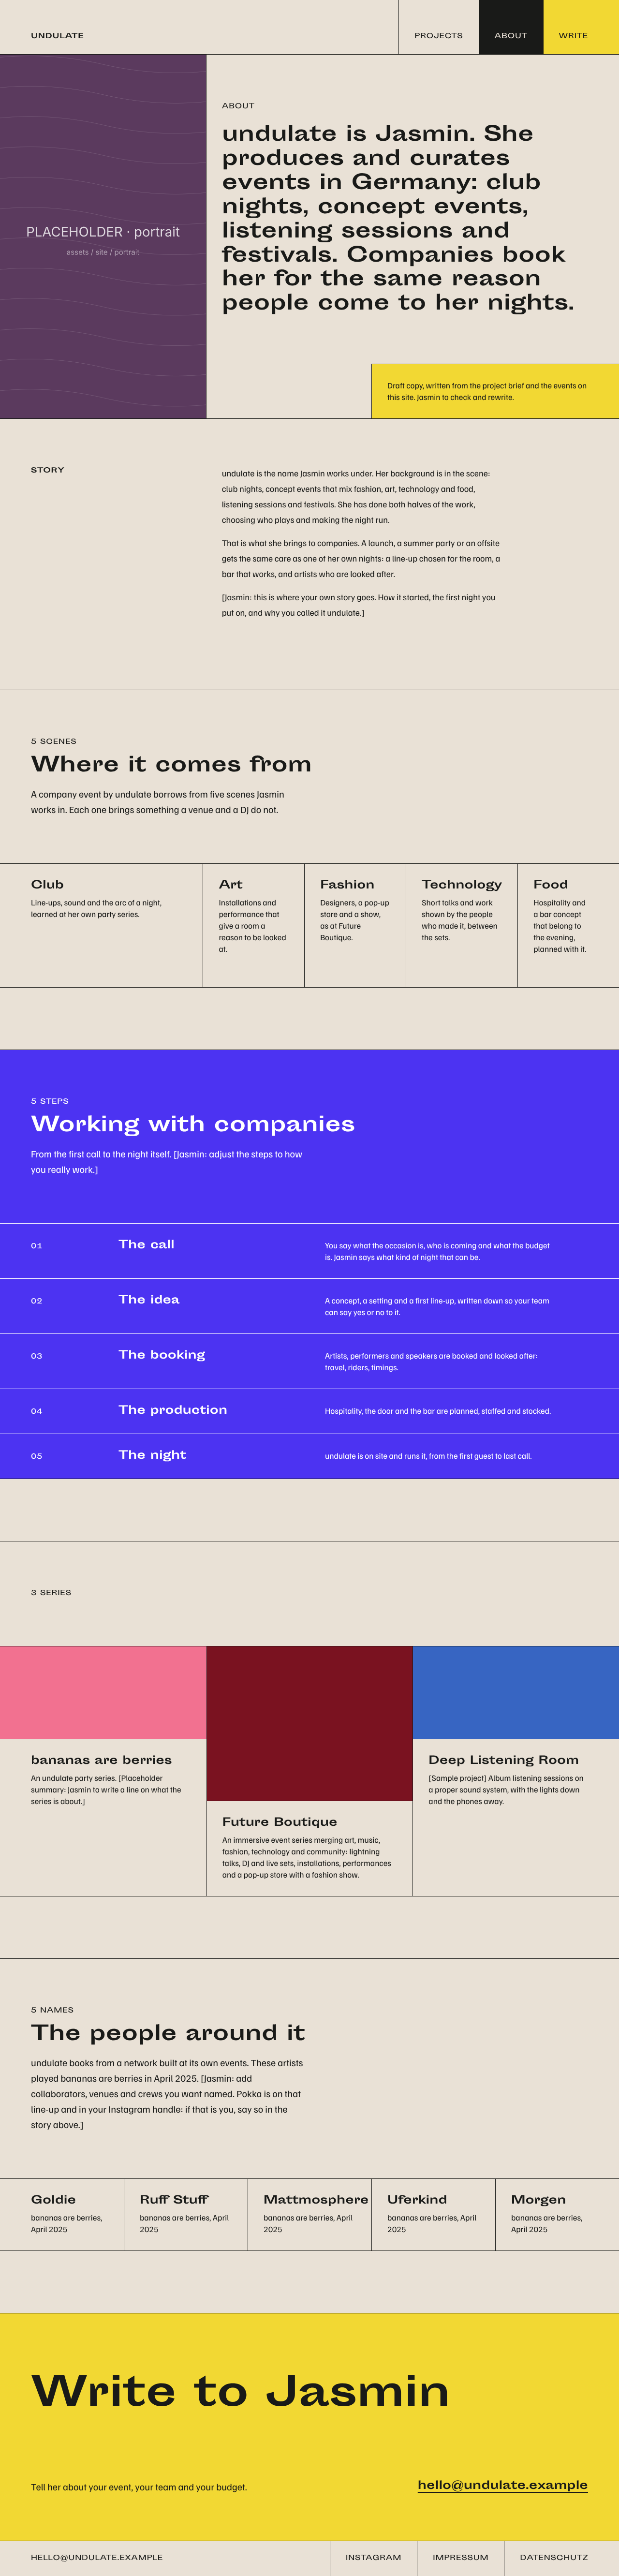 UNDULATE
PROJECTS
ABOUT
WRITE
PLACEHOLDER · portrait
assets / site / portrait
ABOUT
undulate is Jasmin. She
produces and curates
events in Germany: club
nights, concept events,
listening sessions and
festivals. Companies book
her for the same reason
people come to her nights.
Draft copy, written from the project brief and the events on
this site. Jasmin to check and rewrite.
STORY
undulate is the name Jasmin works under. Her background is in the scene:
club nights, concept events that mix fashion, art, technology and food,
listening sessions and festivals. She has done both halves of the work,
choosing who plays and making the night run.
That is what she brings to companies. A launch, a summer party or an offsite
gets the same care as one of her own nights: a line-up chosen for the room, a
bar that works, and artists who are looked after.
[Jasmin: this is where your own story goes. How it started, the first night you
put on, and why you called it undulate.]
5 SCENES
Where it comes from
A company event by undulate borrows from five scenes Jasmin
works in. Each one brings something a venue and a DJ do not.
Club
Line-ups, sound and the arc of a night,
learned at her own party series.
Art
Installations and
performance that
give a room a
reason to be looked
at.
Fashion
Designers, a pop-up
store and a show,
as at Future
Boutique.
Technology
Short talks and work
shown by the people
who made it, between
the sets.
Food
Hospitality and
a bar concept
that belong to
the evening,
planned with it.
5 STEPS
Working with companies
From the first call to the night itself. [Jasmin: adjust the steps to how
you really work.]
01
The call
You say what the occasion is, who is coming and what the budget
is. Jasmin says what kind of night that can be.
02
The idea
A concept, a setting and a first line-up, written down so your team
can say yes or no to it.
03
The booking
Artists, performers and speakers are booked and looked after:
travel, riders, timings.
04
The production
Hospitality, the door and the bar are planned, staffed and stocked.
05
The night
undulate is on site and runs it, from the first guest to last call.
3 SERIES
bananas are berries
An undulate party series. [Placeholder
summary: Jasmin to write a line on what the
series is about.]
Future Boutique
An immersive event series merging art, music,
fashion, technology and community: lightning
talks, DJ and live sets, installations, performances
and a pop-up store with a fashion show.
Deep Listening Room
[Sample project] Album listening sessions on
a proper sound system, with the lights down
and the phones away.
5 NAMES
The people around it
undulate books from a network built at its own events. These artists
played bananas are berries in April 2025. [Jasmin: add
collaborators, venues and crews you want named. Pokka is on that
line-up and in your Instagram handle: if that is you, say so in the
story above.]
Goldie
bananas are berries,
April 2025
Ruff Stuff
bananas are berries, April
2025
Mattmosphere
bananas are berries, April
2025
Uferkind
bananas are berries, April
2025
Morgen
bananas are berries,
April 2025
Write to Jasmin
Tell her about your event, your team and your budget.
hello@undulate.example
HELLO@UNDULATE.EXAMPLE
INSTAGRAM
IMPRESSUM
DATENSCHUTZ